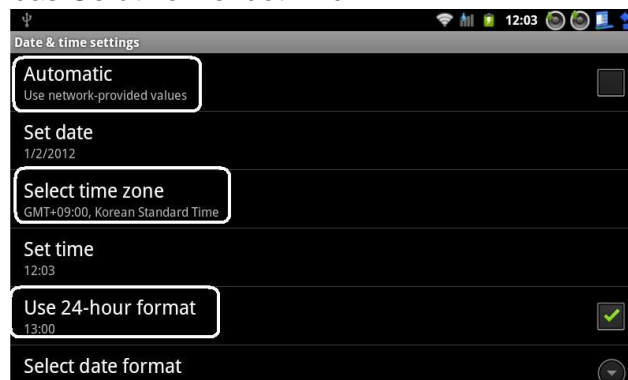 12:03
Date & time settings
Automatic
Use network-provided values
Set date
1/2/2012
Select time zone
GMT+09:00, Korean Standard Time
Set time
12:03
Use 24-hour format
13:00
Select date format